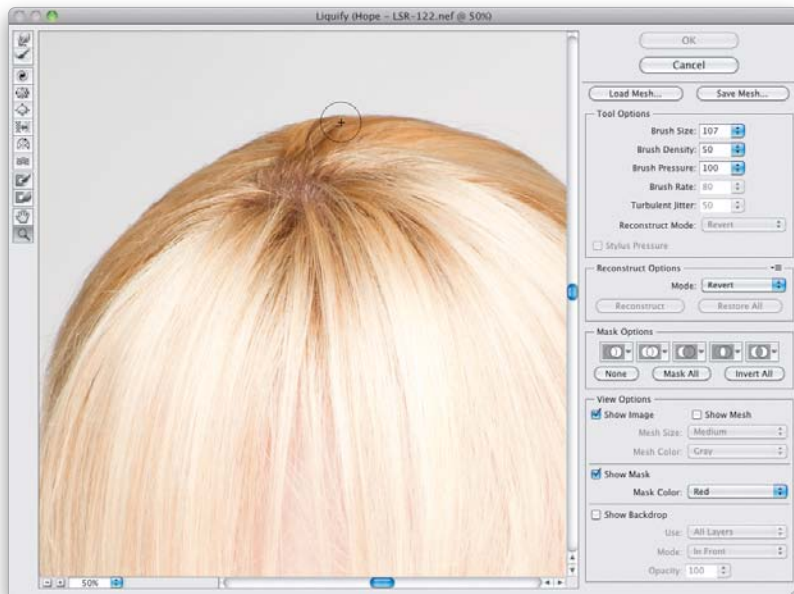 Liquify (Hope – LSR-122.nef @ 50%)
OK
Cancel
Load Mesh... Save Mesh...
Tool Options
Brush Size: 107
Brush Density: 50
Brush Pressure: 100
Brush Rate: 80
Turbulent Jitter: 50
Reconstruct Mode: Revert
Stylus Pressure
Reconstruct Options
Mode: Revert
Reconstruct Restore All
Mask Options
None Mask All Invert All
View Options
Show Image Show Mesh
Mesh Size: Medium
Mesh Color: Gray
Show Mask
Mask Color: Red
Show Backdrop
Use: All Layers
Mode: In Front
Opacity: 100
50%